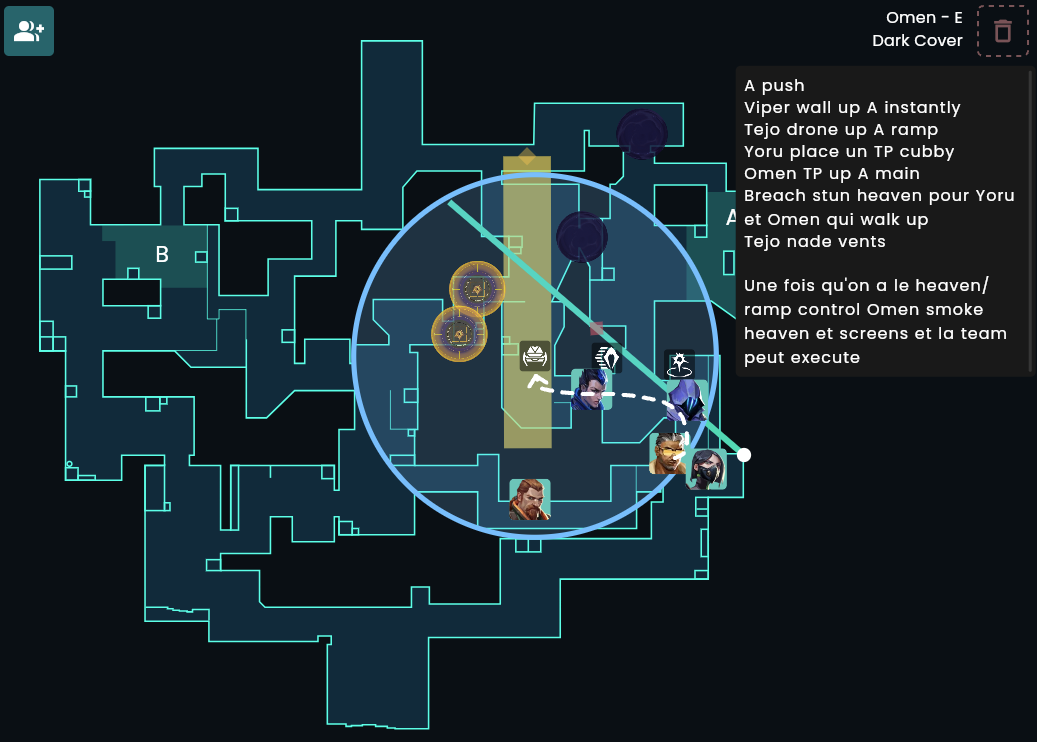 Omen - E
Dark Cover
A push
Viper wall up A instantly
Tejo drone up A ramp
Yoru place un TP cubby
Omen TP up A main
Breach stun heaven pour Yoru
et Omen qui walk up
Tejo nade vents
Une fois qu'on a le heaven/
ramp control Omen smoke
heaven et screens et la team
peut execute
B
A